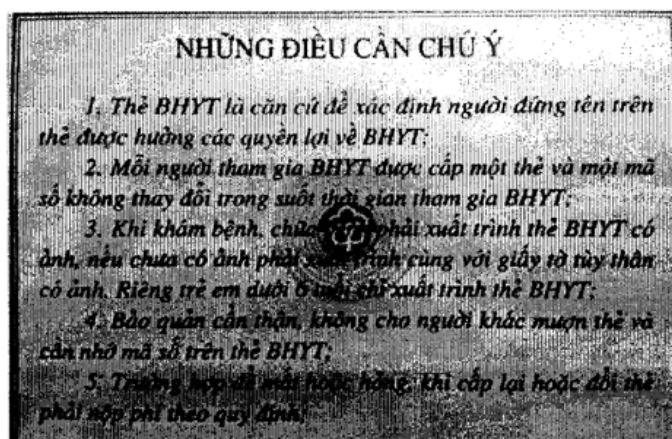 NHỮNG ĐIỀU CẦN CHÚ Ý
1. Thẻ BHYT là căn cứ để xác định người đứng tên trên
thẻ được hưởng các quyền lợi về BHYT;
2. Mỗi người tham gia BHYT được cấp một thẻ và một mã
số không thay đổi trong suốt thời gian tham gia BHYT;
3. Khi khám bệnh, chữa phải xuất trình thẻ BHYT có
ảnh, nếu chưa có ảnh phải trình cùng với giấy tờ tùy thân
có ảnh. Riêng trẻ em dưới 6 tuổi chỉ xuất trình thẻ BHYT;
4. Bảo quản cẩn thận, không cho người khác mượn thẻ và
cần nhớ mã số trên thẻ BHYT;
5. Trường hợp để mất hoặc hỏng, khi cấp lại hoặc đổi thẻ
phải nộp phí theo quy định.